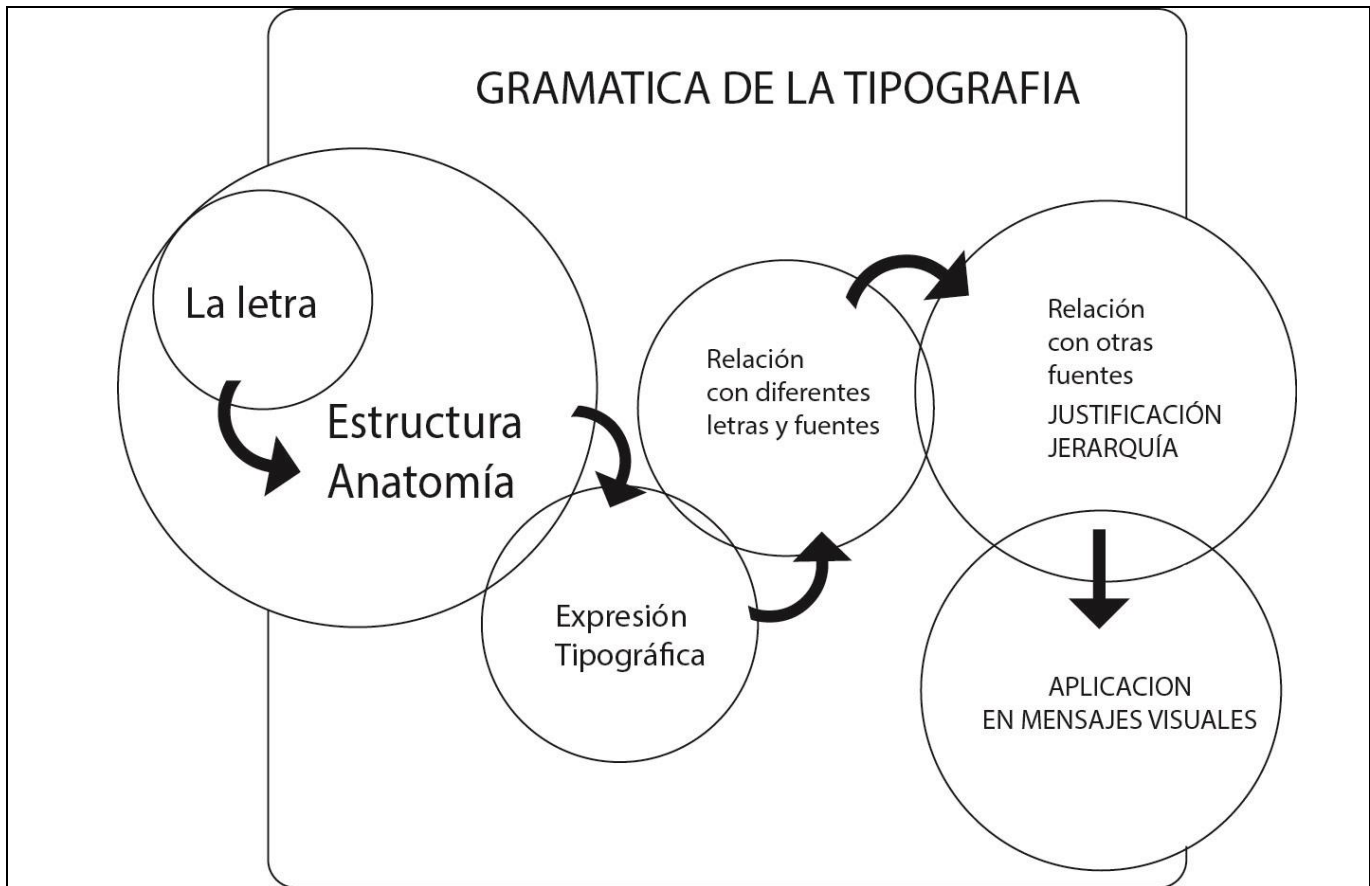 GRAMATICA DE LA TIPOGRAFIA
La letra
Estructura
Anatomía
Expresión
Tipográfica
Relación
con diferentes
letras y fuentes
Relación
con otras
fuentes
JUSTIFICACIÓN
JERARQUÍA
APLICACION
EN MENSAJES VISUALES